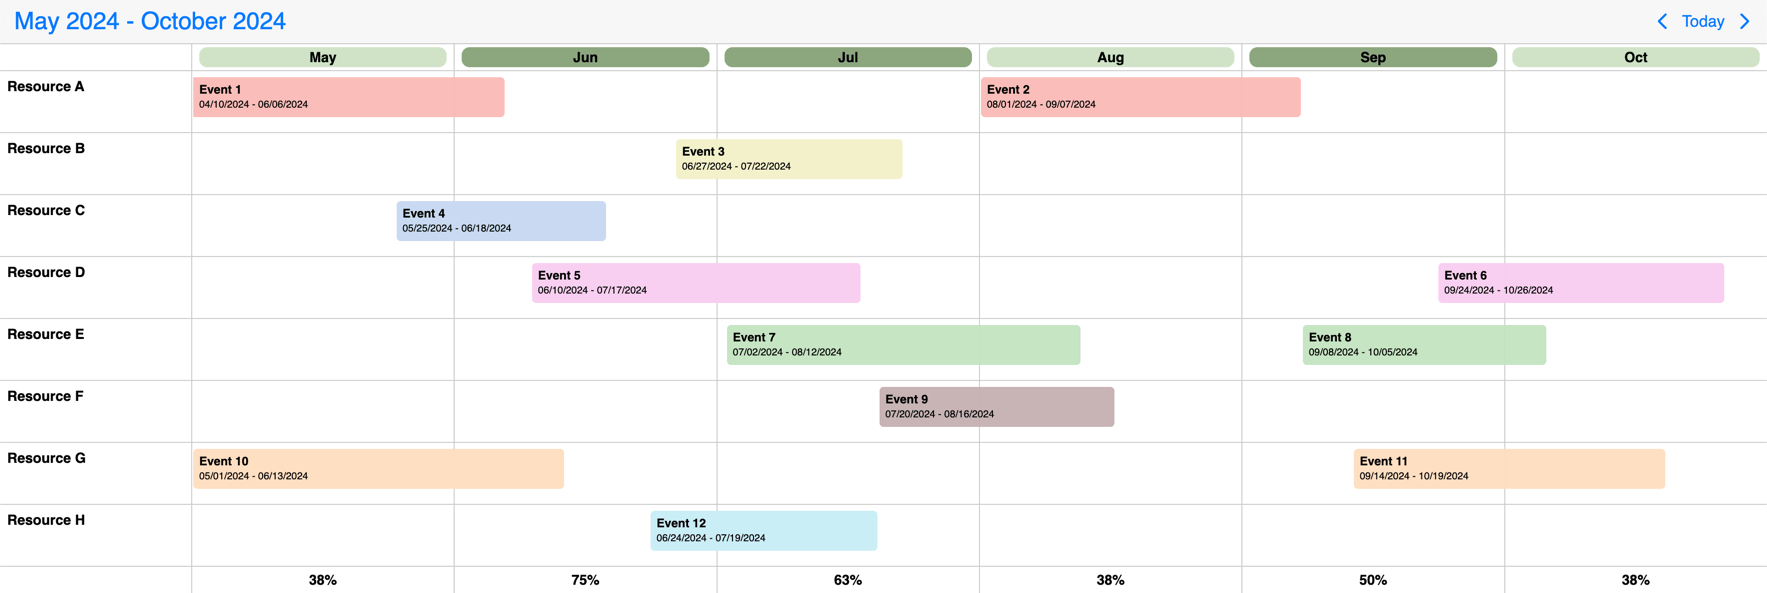 May 2024 - October 2024
Today
May Jun Jul Aug Sep Oct
Resource A
Event 1
04/10/2024 - 06/06/2024
Event 2
08/01/2024 - 09/07/2024
Resource B
Event 3
06/27/2024 - 07/22/2024
Resource C
Event 4
05/25/2024 - 06/18/2024
Resource D
Event 5
06/10/2024 - 07/17/2024
Event 6
09/24/2024 - 10/26/2024
Resource E
Event 7
07/02/2024 - 08/12/2024
Event 8
09/08/2024 - 10/05/2024
Resource F
Event 9
07/20/2024 - 08/16/2024
Resource G
Event 10
05/01/2024 - 06/13/2024
Event 11
09/14/2024 - 10/19/2024
Resource H
Event 12
06/24/2024 - 07/19/2024
38% 75% 63% 38% 50% 38%